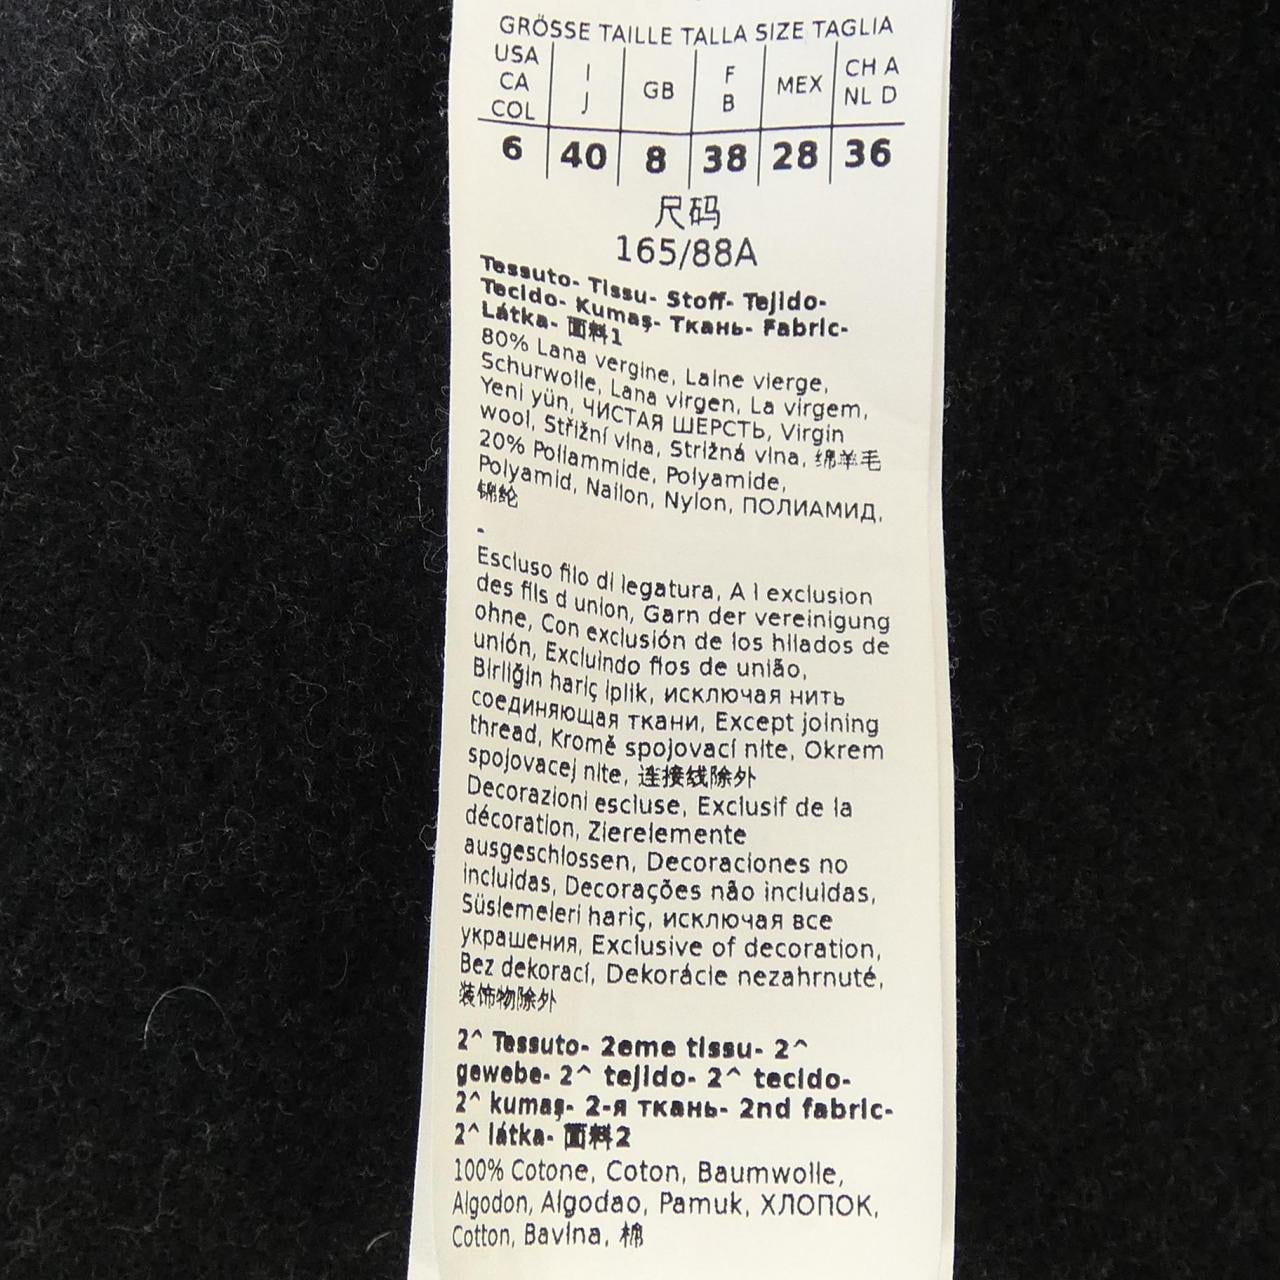 GRÖSSE TAILLE TALLA SIZE TAGLIA
USA CA COL | I J | GB | F B | MEX | CH A NL D
6 | 40 | 8 | 38 | 28 | 36
尺码
165/88A
Tessuto- Tissu- Stoff- Tejido-
Tecido- Kumaş- Ткань- Fabric-
Látka- 面料1
80% Lana vergine, Laine vierge,
Schurwolle, Lana virgen, La virgem,
Yeni yün, ЧИСТАЯ ШЕРСТЬ, Virgin
wool, Střižní vlna, Strižná vlna, 绵羊毛
20% Poliammide, Polyamide,
Polyamid, Nailon, Nylon, ПОЛИАМИД,
锦纶
-
Escluso filo di legatura, A l exclusion
des fils d union, Garn der vereinigung
ohne, Con exclusión de los hilados de
unión, Excluindo fios de união,
Birliğin hariç iplik, исключая нить
соединяющая ткани, Except joining
thread, Kromě spojovací nite, Okrem
spojovacej nite, 连接线除外
Decorazioni escluse, Exclusif de la
décoration, Zierelemente
ausgeschlossen, Decoraciones no
incluidas, Decorações não incluidas,
Süslemeleri hariç, исключая все
украшения, Exclusive of decoration,
Bez dekorací, Dekorácie nezahrnuté,
装饰物除外
2^ Tessuto- 2eme tissu- 2^
gewebe- 2^ tejido- 2^ tecido-
2^ kumaş- 2-я ткань- 2nd fabric-
2^ látka- 面料2
100% Cotone, Coton, Baumwolle,
Algodon, Algodao, Pamuk, ХЛОПОК,
Cotton, Bavlna, 棉